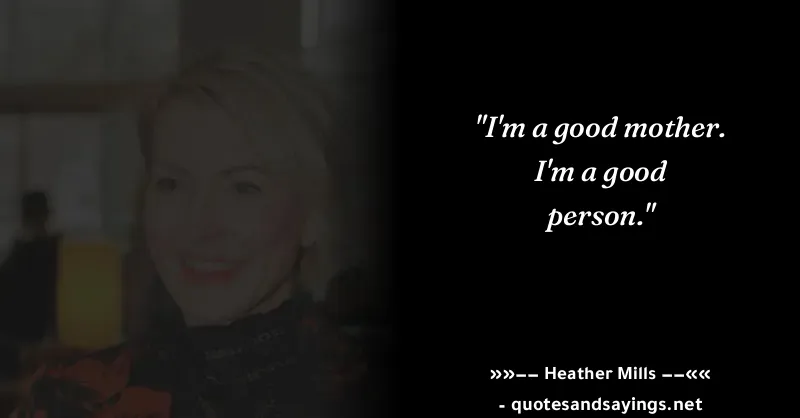 "I'm a good mother.
I'm a good
person."
»»–– Heather Mills ––««
- quotesandsayings.net